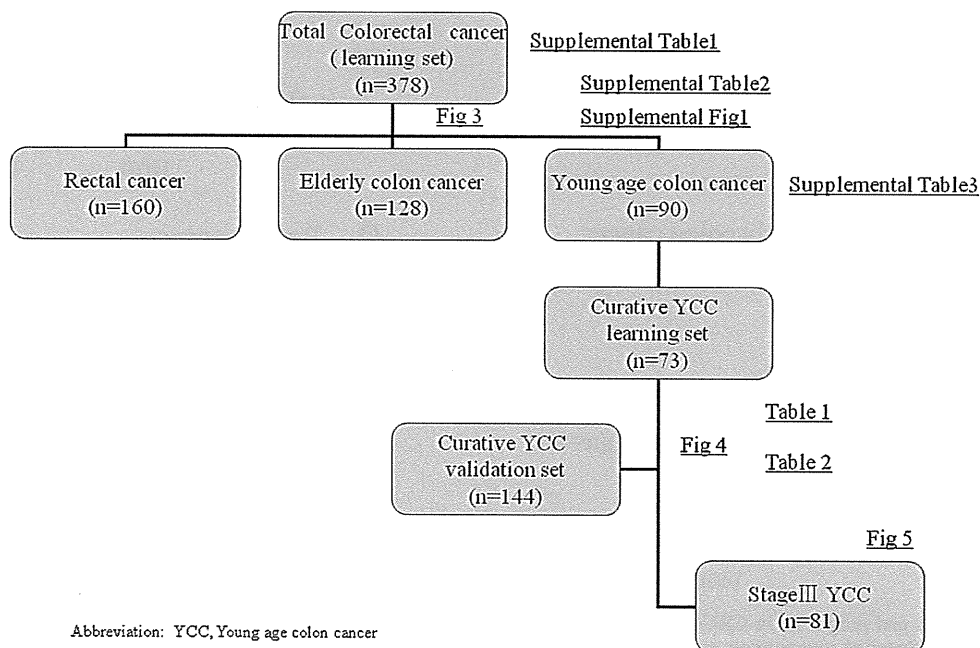 Total Colorectal cancer
(learning set)
(n=378)
Supplemental Table1
Supplemental Table2
Fig 3
Supplemental Fig1
Rectal cancer
(n=160)
Elderly colon cancer
(n=128)
Young age colon cancer
(n=90)
Supplemental Table3
Curative YCC
learning set
(n=73)
Curative YCC
validation set
(n=144)
Fig 4
Table 1
Table 2
Fig 5
StageⅢ YCC
(n=81)
Abbreviation: YCC, Young age colon cancer